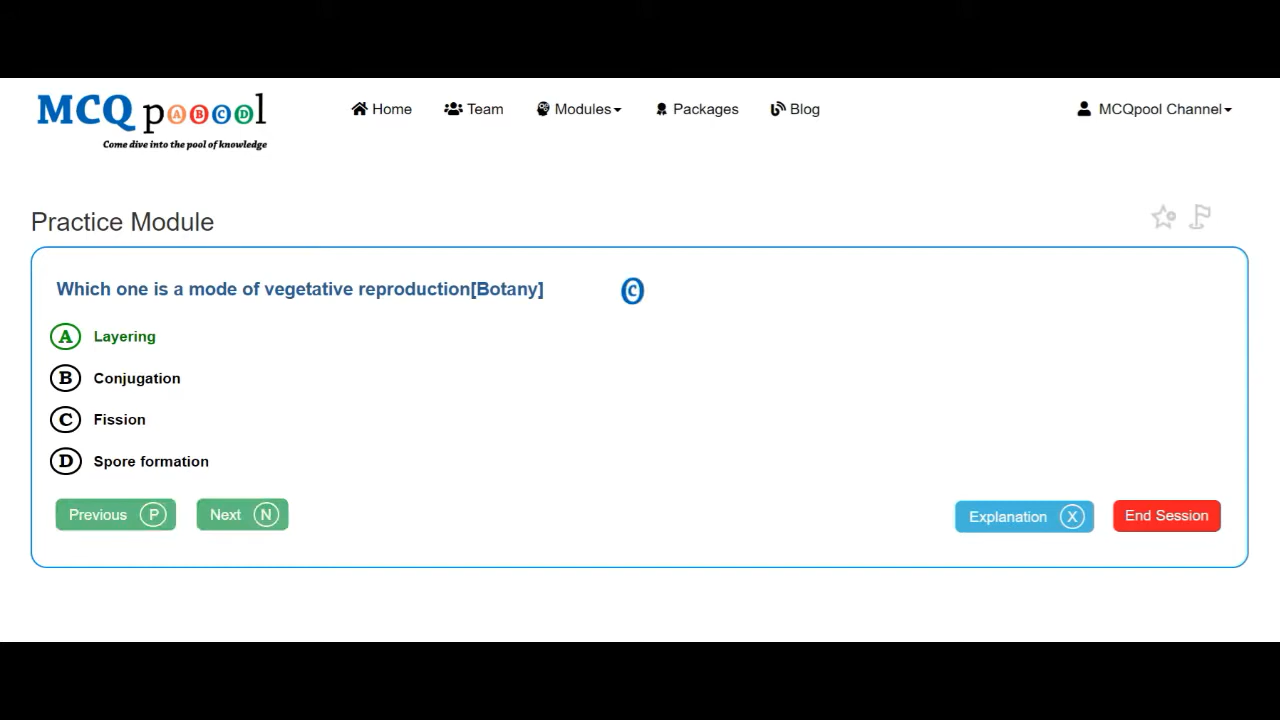 MCQ pABCDl
Come dive into the pool of knowledge
Home Team Modules Packages Blog MCQpool Channel
Practice Module
Which one is a mode of vegetative reproduction[Botany] C
A Layering
B Conjugation
C Fission
D Spore formation
Previous P Next N Explanation X End Session